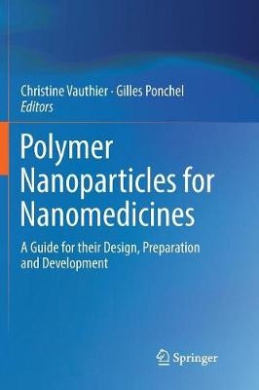 Christine Vauthier · Gilles Ponchel
Editors
Polymer
Nanoparticles for
Nanomedicines
A Guide for their Design, Preparation
and Development
Springer